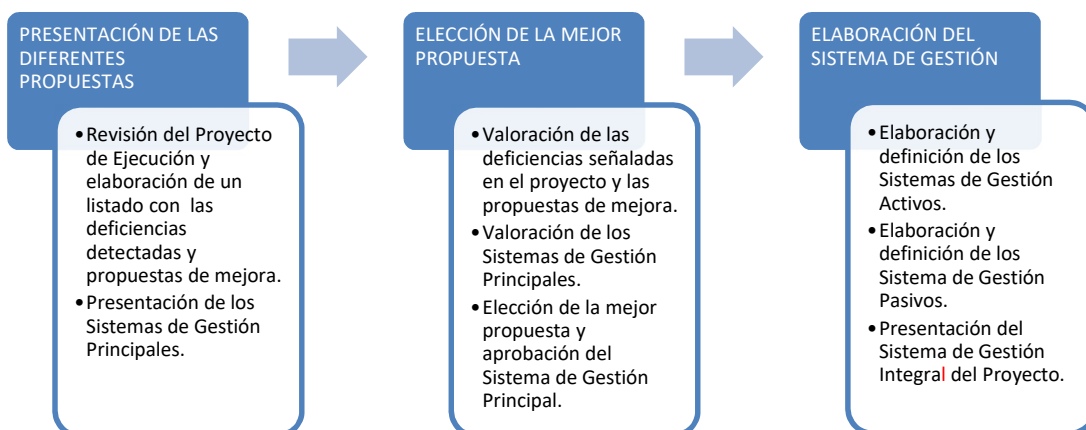 PRESENTACIÓN DE LAS
DIFERENTES
PROPUESTAS
•Revisión del Proyecto
de Ejecución y
elaboración de un
listado con  las
deficiencias
detectadas y
propuestas de mejora.
•Presentación de los
Sistemas de Gestión
Principales.
ELECCIÓN DE LA MEJOR
PROPUESTA
•Valoración de las
deficiencias señaladas
en el proyecto y las
propuestas de mejora.
•Valoración de los
Sistemas de Gestión
Principales.
•Elección de la mejor
propuesta y
aprobación del
Sistema de Gestión
Principal.
ELABORACIÓN DEL
SISTEMA DE GESTIÓN
•Elaboración y
definición de los
Sistemas de Gestión
Activos.
•Elaboración y
definición de los
Sistema de Gestión
Pasivos.
•Presentación del
Sistema de Gestión
Integral del Proyecto.